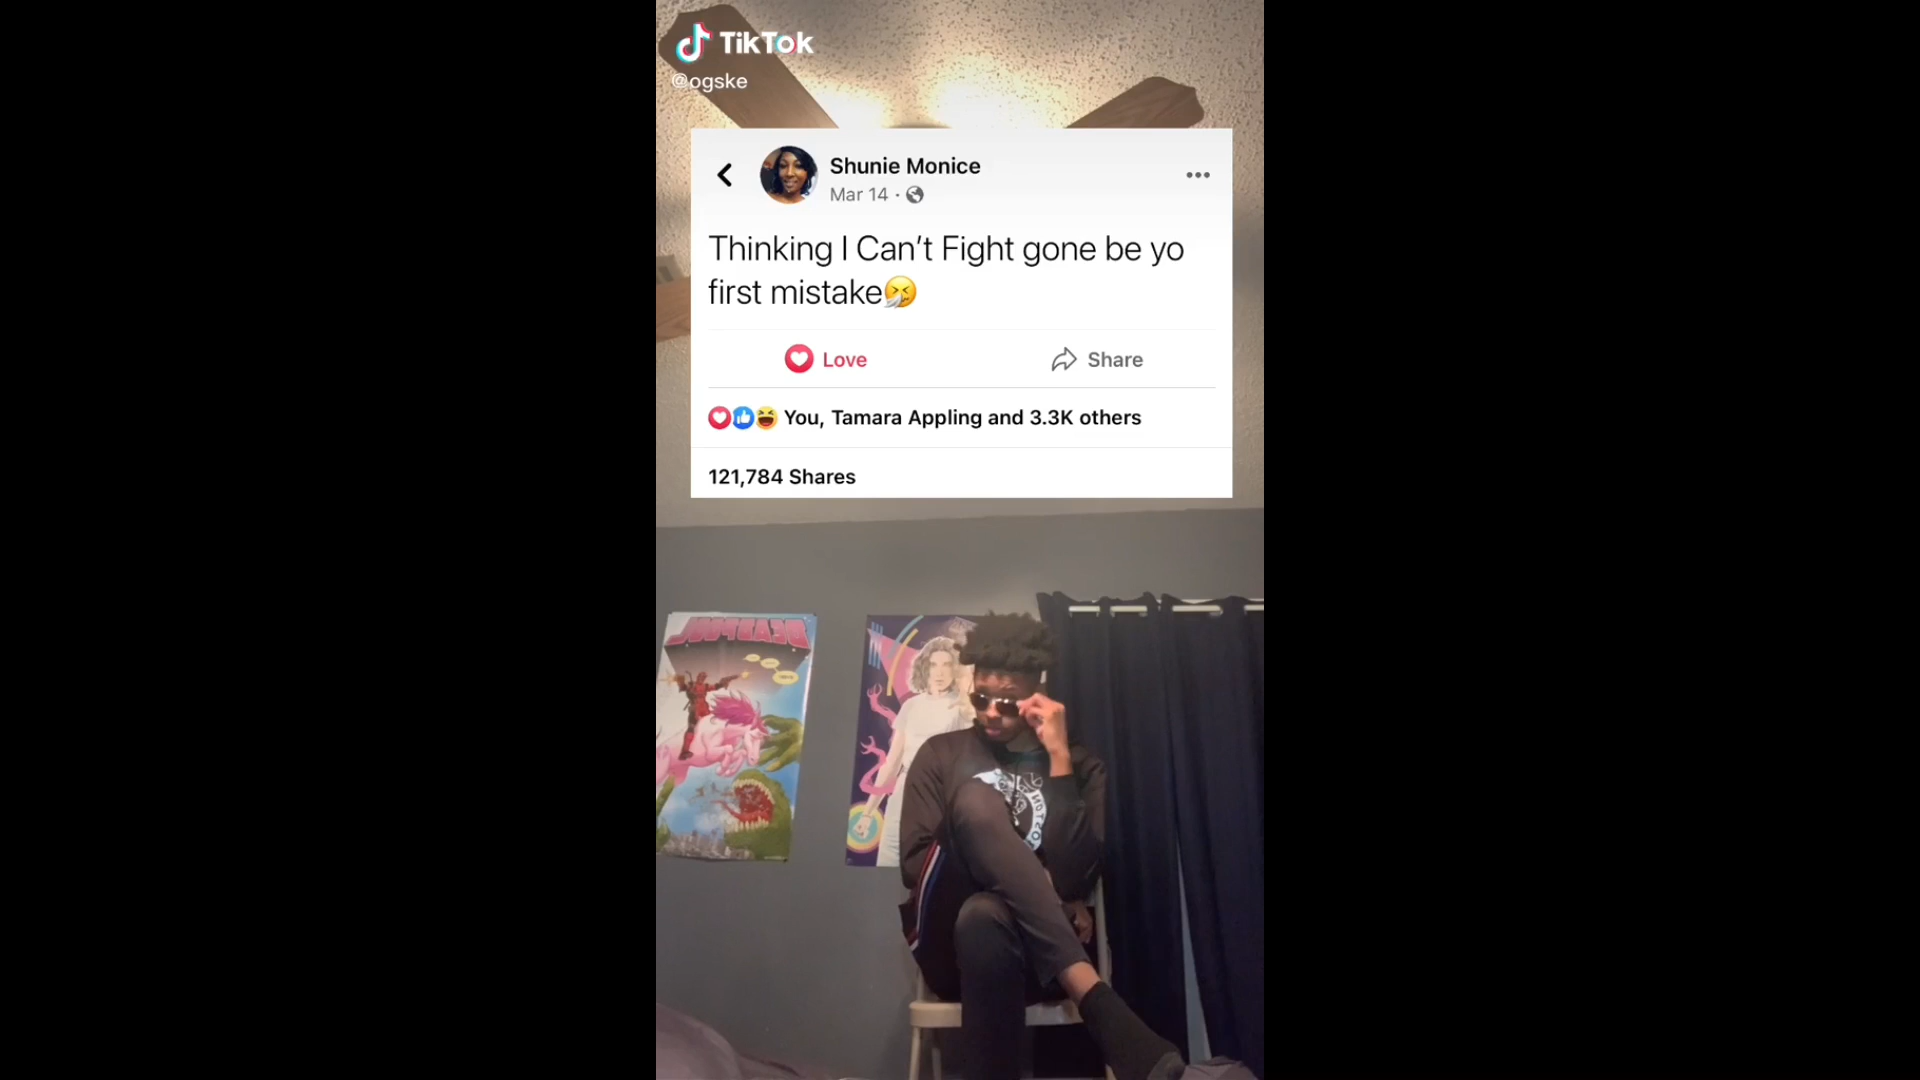 TikTok
@ogske
Shunie Monice
Mar 14 ·
Thinking I Can't Fight gone be yo
first mistake🤧
Love
Share
You, Tamara Appling and 3.3K others
121,784 Shares
DEADPOOL